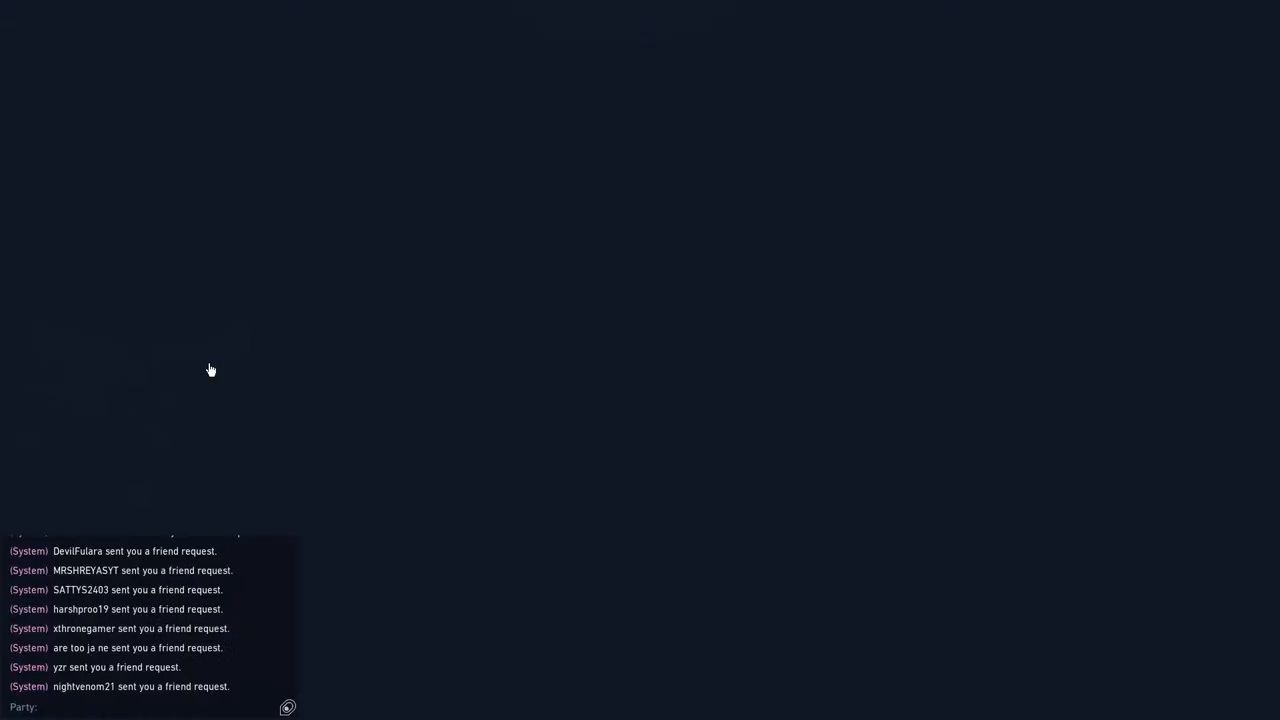 (System) DevilFulara sent you a friend request.
(System) MRSHREYASYT sent you a friend request.
(System) SATTYS2403 sent you a friend request.
(System) harshproo19 sent you a friend request.
(System) xthronegamer sent you a friend request.
(System) are too ja ne sent you a friend request.
(System) yzr sent you a friend request.
(System) nightvenom21 sent you a friend request.
Party: